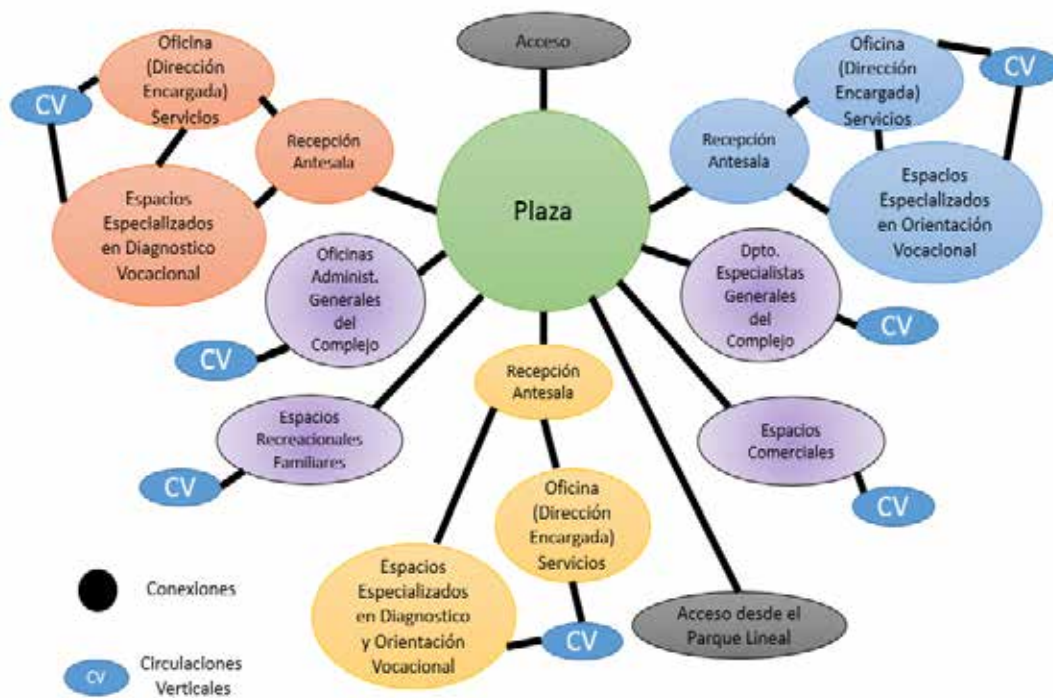 Acceso
Plaza
Oficina
(Dirección
Encargada)
Servicios
CV
Recepción
Antesala
Espacios
Especializados
en Diagnostico
Vocacional
Oficina
(Dirección
Encargada)
Servicios
CV
Recepción
Antesala
Espacios
Especializados
en Orientación
Vocacional
Oficinas
Administ.
Generales
del
Complejo
CV
Dpto.
Especialistas
Generales
del
Complejo
CV
Espacios
Recreacionales
Familiares
CV
Recepción
Antesala
Espacios
Comerciales
CV
Oficina
(Dirección
Encargada)
Servicios
Espacios
Especializados
en Diagnostico
y Orientación
Vocacional
CV
Acceso desde el
Parque Lineal
Conexiones
CV
Circulaciones
Verticales